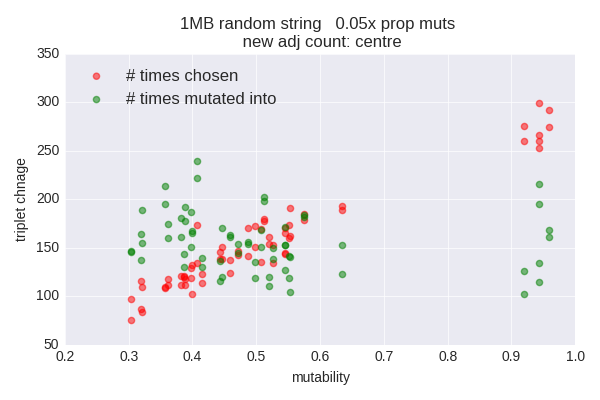 1MB random string 0.05x prop muts
new adj count: centre
350
300
250
200
150
100
50
triplet chnage
# times chosen
# times mutated into
0.2 0.3 0.4 0.5 0.6 0.7 0.8 0.9 1.0
mutability